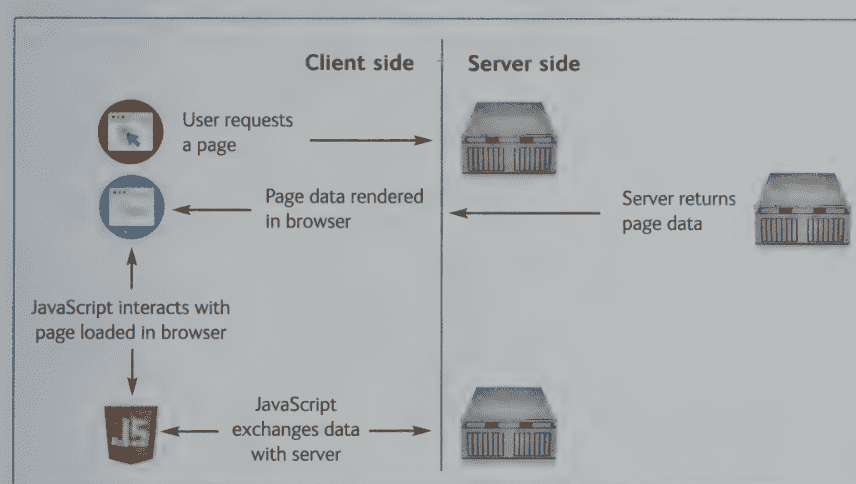 Client side
Server side
User requests
a page
Page data rendered
in browser
Server returns
page data
JavaScript interacts with
page loaded in browser
JS
JavaScript
exchanges data
with server